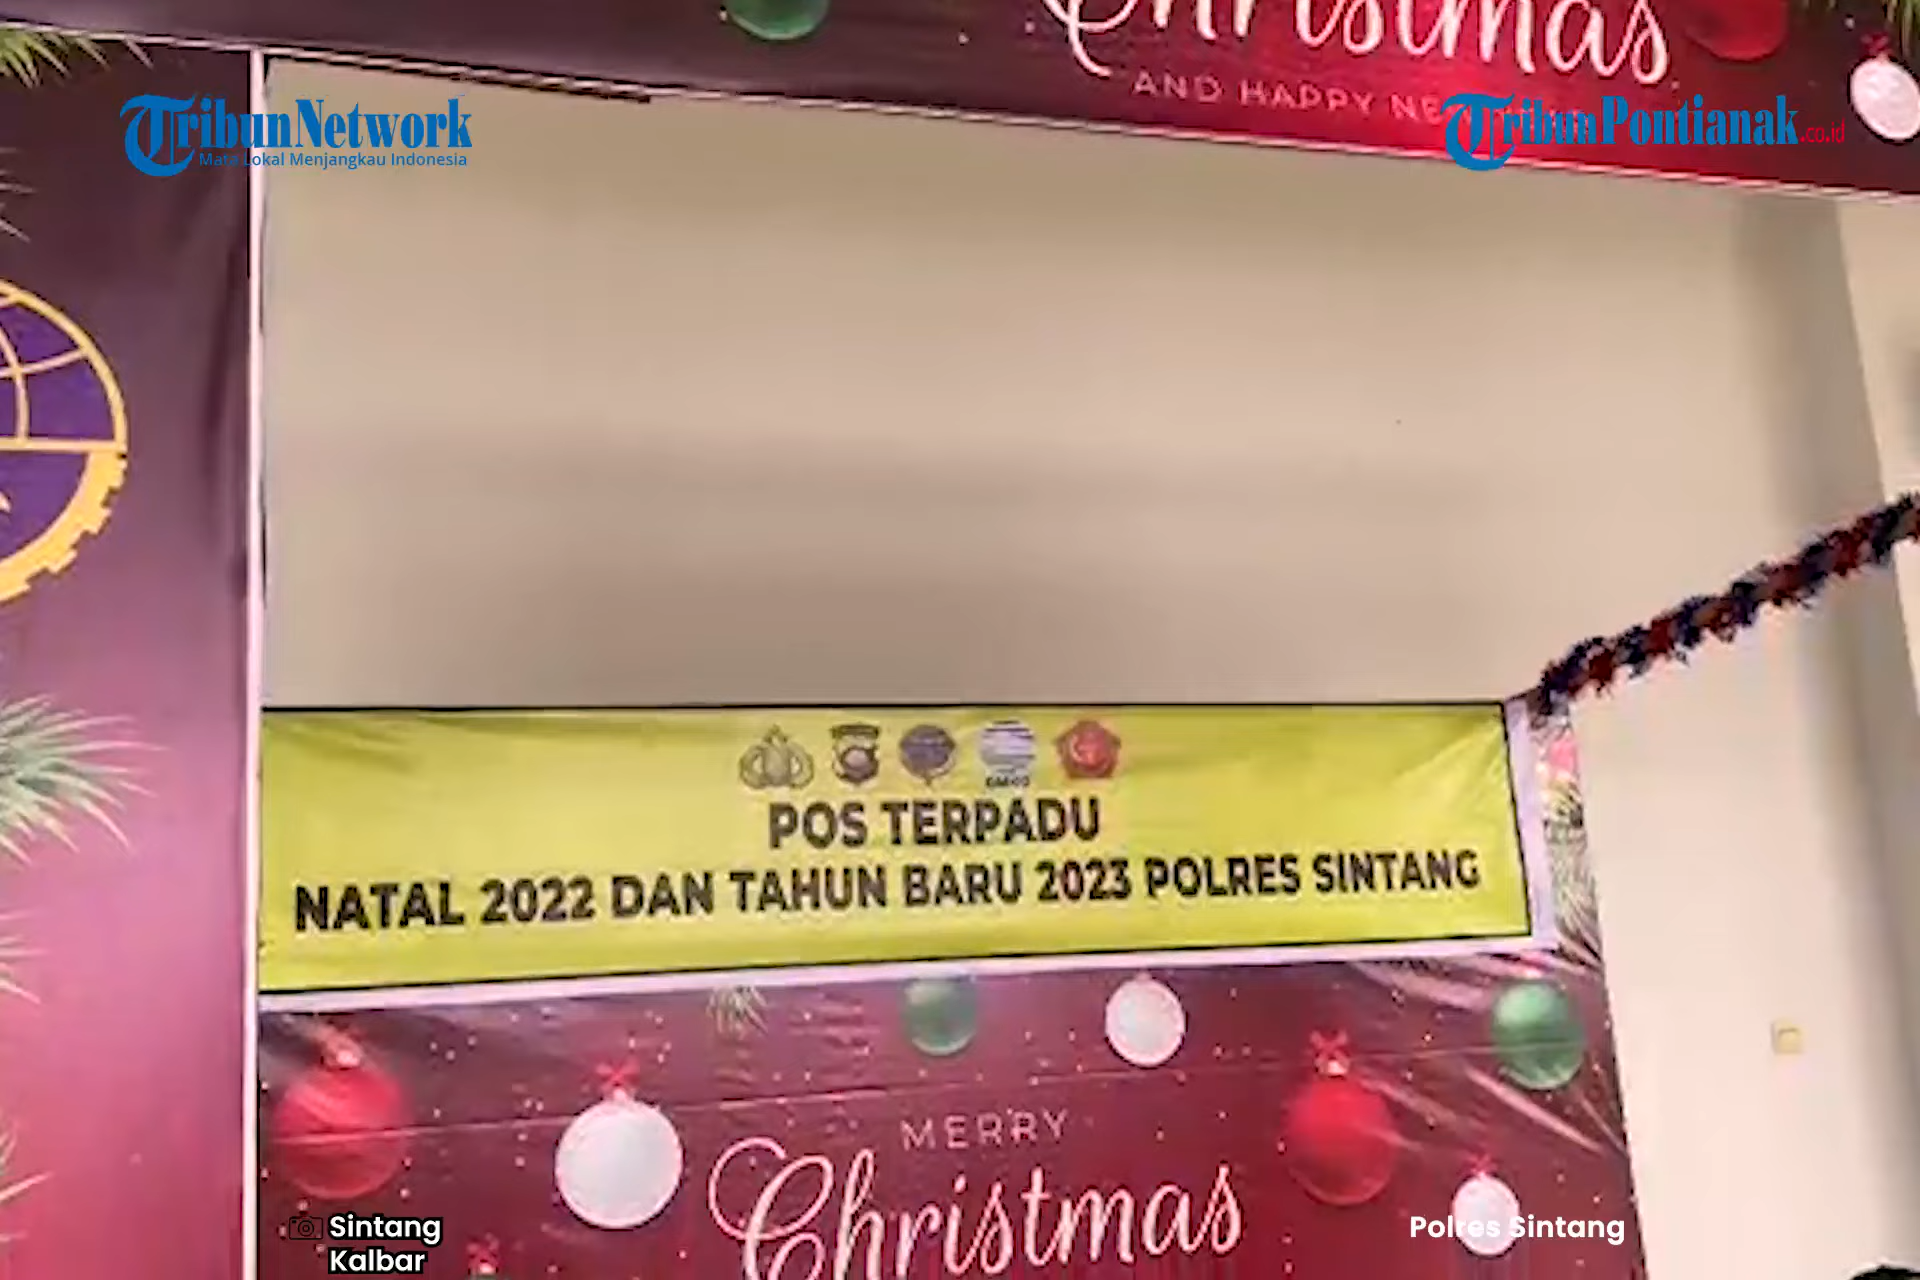 Christmas
AND HAPPY NE
TribunNetwork
Mata Lokal Menjangkau Indonesia
TribunPontianak.co.id
POS TERPADU
NATAL 2022 DAN TAHUN BARU 2023 POLRES SINTANG
MERRY
Christmas
Sintang
Kalbar
Polres Sintang